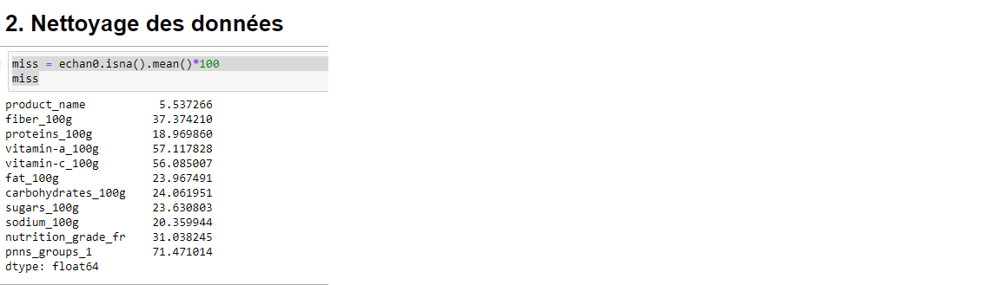 2. Nettoyage des données
miss = echan0.isna().mean()*100
miss
product_name 5.537266
fiber_100g 37.374210
proteins_100g 18.969860
vitamin-a_100g 57.117828
vitamin-c_100g 56.085007
fat_100g 23.967491
carbohydrates_100g 24.061951
sugars_100g 23.630803
sodium_100g 20.359944
nutrition_grade_fr 31.038245
pnns_groups_1 71.471014
dtype: float64